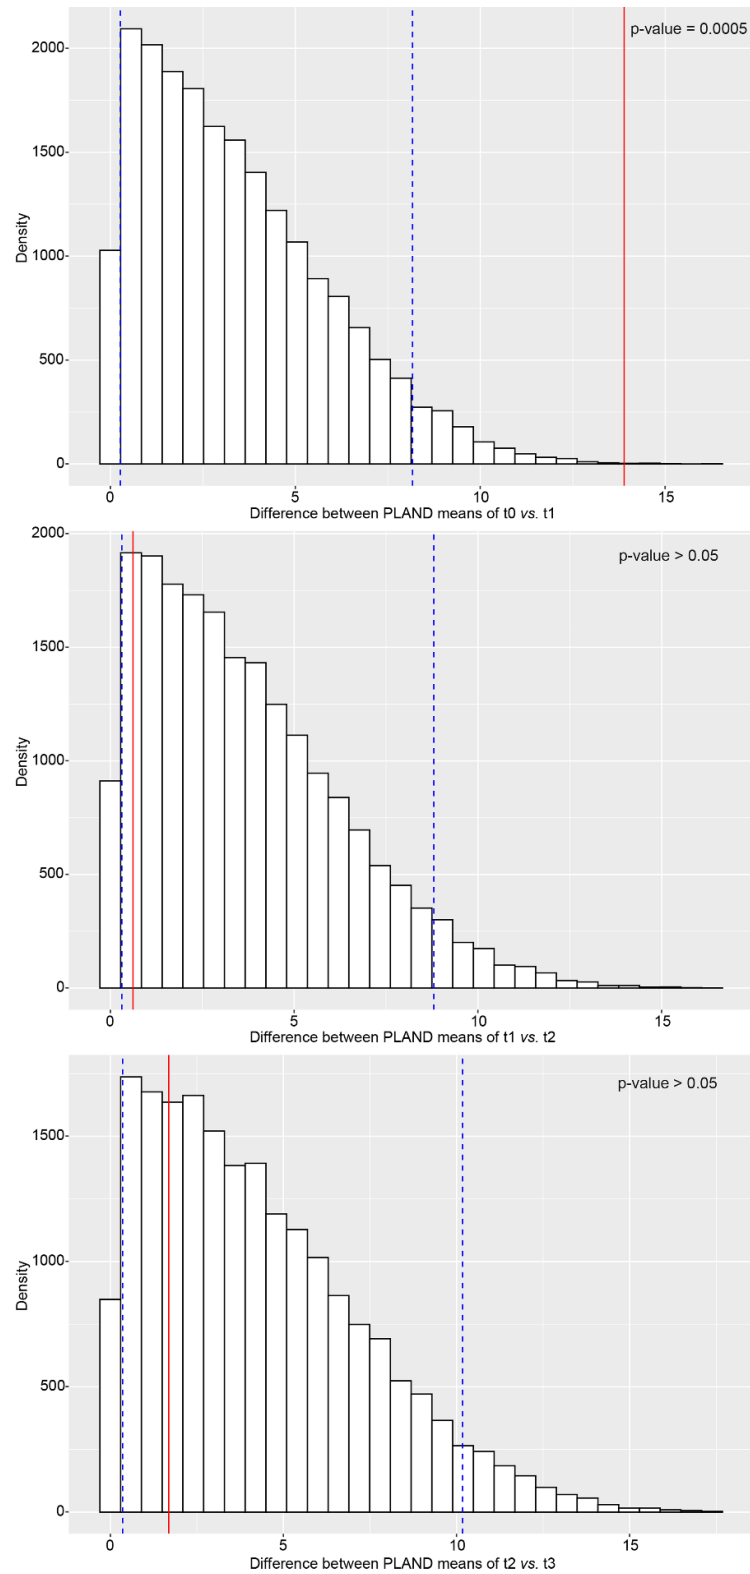 p-value = 0.0005
2000
1500
1000
500
0
Density
0 5 10 15
Difference between PLAND means of t0 vs. t1
p-value > 0.05
2000
1500
1000
500
0
Density
0 5 10 15
Difference between PLAND means of t1 vs. t2
p-value > 0.05
1500
1000
500
0
Density
0 5 10 15
Difference between PLAND means of t2 vs. t3